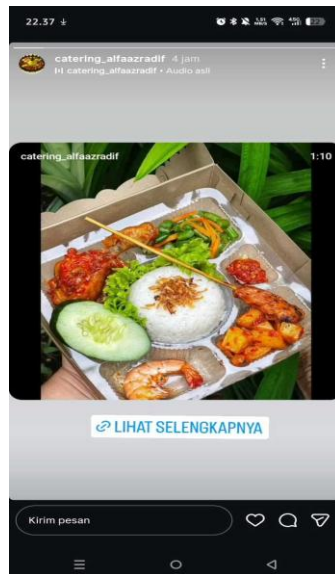 22.37
catering_alfaazradif 4 jam
catering_alfaazradif • Audio asli
catering_alfaazradif
1:10
LIHAT SELENGKAPNYA
Kirim pesan